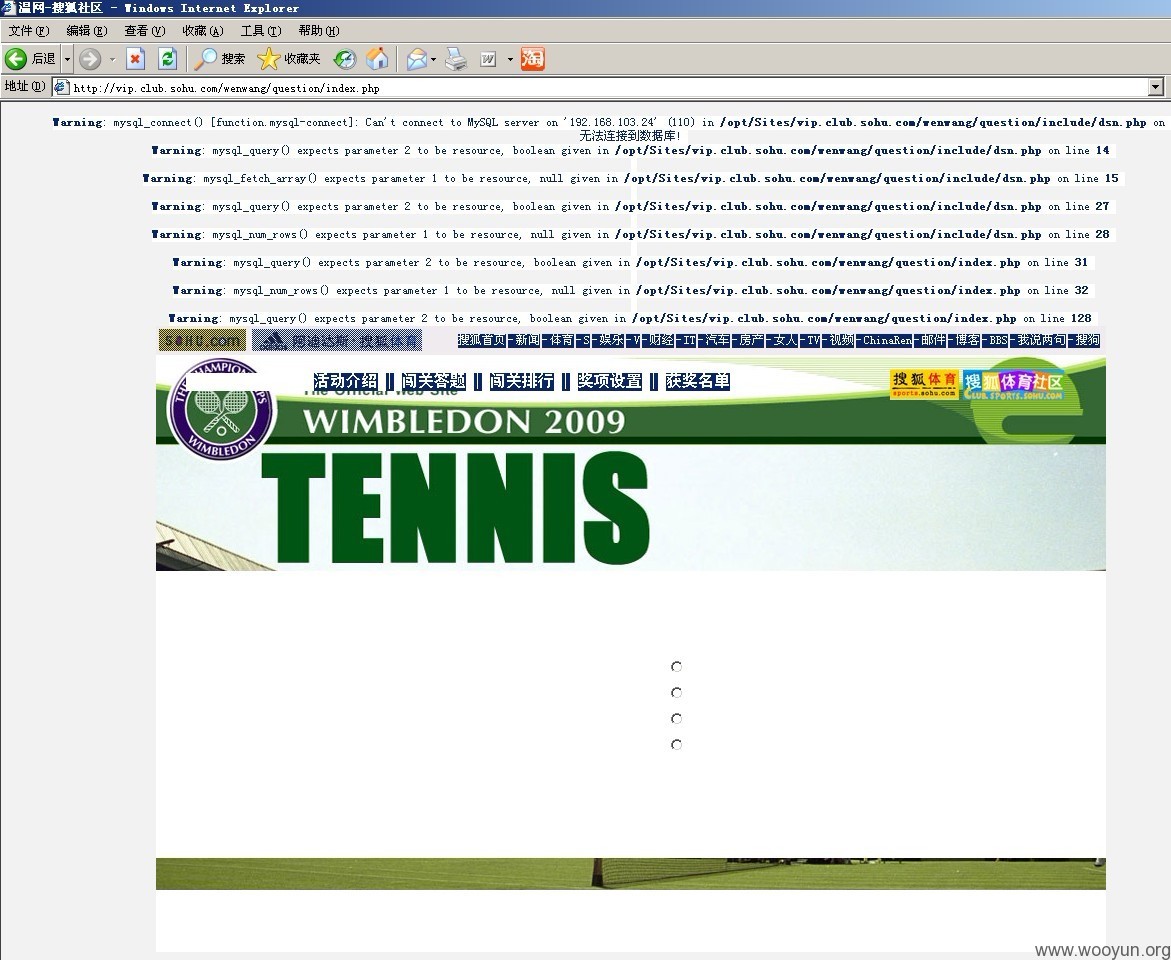 温网-搜狐社区 - Windows Internet Explorer
文件(F) 编辑(E) 查看(V) 收藏(A) 工具(T) 帮助(H)
后退 搜索 收藏夹 淘
地址(D) http://vip.club.sohu.com/wenwang/question/index.php
Warning: mysql_connect() [function.mysql-connect]: Can't connect to MySQL server on '192.168.103.24' (110) in /opt/Sites/vip.club.sohu.com/wenwang/question/include/dsn.php on
无法连接到数据库!
Warning: mysql_query() expects parameter 2 to be resource, boolean given in /opt/Sites/vip.club.sohu.com/wenwang/question/include/dsn.php on line 14
Warning: mysql_fetch_array() expects parameter 1 to be resource, null given in /opt/Sites/vip.club.sohu.com/wenwang/question/include/dsn.php on line 15
Warning: mysql_query() expects parameter 2 to be resource, boolean given in /opt/Sites/vip.club.sohu.com/wenwang/question/include/dsn.php on line 27
Warning: mysql_num_rows() expects parameter 1 to be resource, null given in /opt/Sites/vip.club.sohu.com/wenwang/question/include/dsn.php on line 28
Warning: mysql_query() expects parameter 2 to be resource, boolean given in /opt/Sites/vip.club.sohu.com/wenwang/question/index.php on line 31
Warning: mysql_num_rows() expects parameter 1 to be resource, null given in /opt/Sites/vip.club.sohu.com/wenwang/question/index.php on line 32
Warning: mysql_query() expects parameter 2 to be resource, boolean given in /opt/Sites/vip.club.sohu.com/wenwang/question/index.php on line 128
SOHU.com 阿迪达斯 搜狐体育 搜狐首页-新闻-体育-S-娱乐-V-财经-IT-汽车-房产-女人-TV-视频-ChinaRen-邮件-博客-BBS-我说两句-搜狗
活动介绍 || 闯关答题 || 闯关排行 || 奖项设置 || 获奖名单
搜狐体育 sports.sohu.com 搜狐体育社区 CLUB.SPORTS.SOHU.COM
The Official Web Site
WIMBLEDON 2009
WIMBLEDON
TENNIS
www.wooyun.org